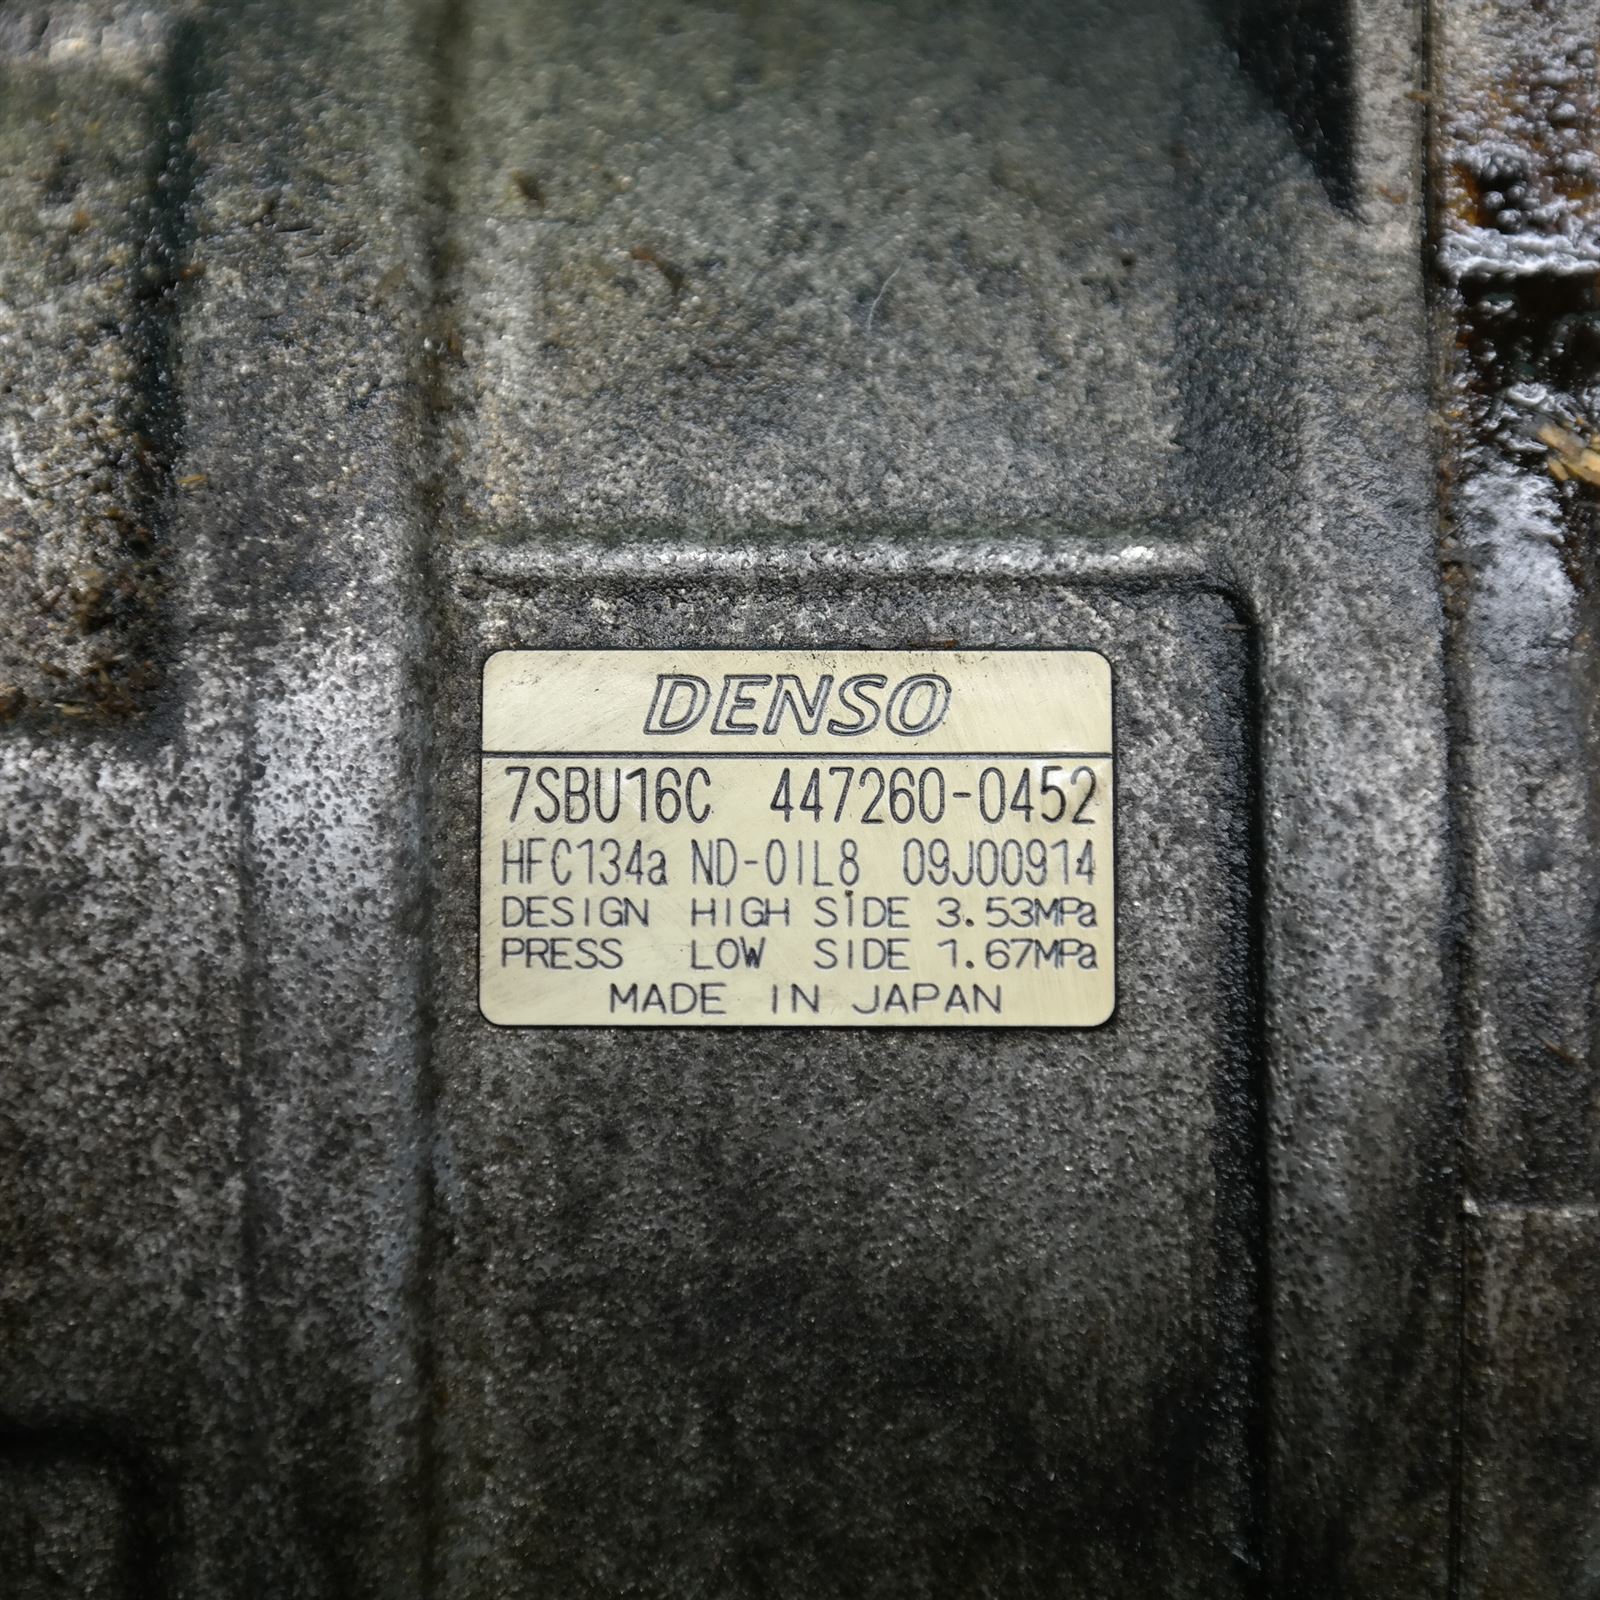 DENSO
7SBU16C 447260-0452
HFC134a ND-OIL8 09J00914
DESIGN HIGH SIDE 3.53MPa
PRESS LOW SIDE 1.67MPa
MADE IN JAPAN